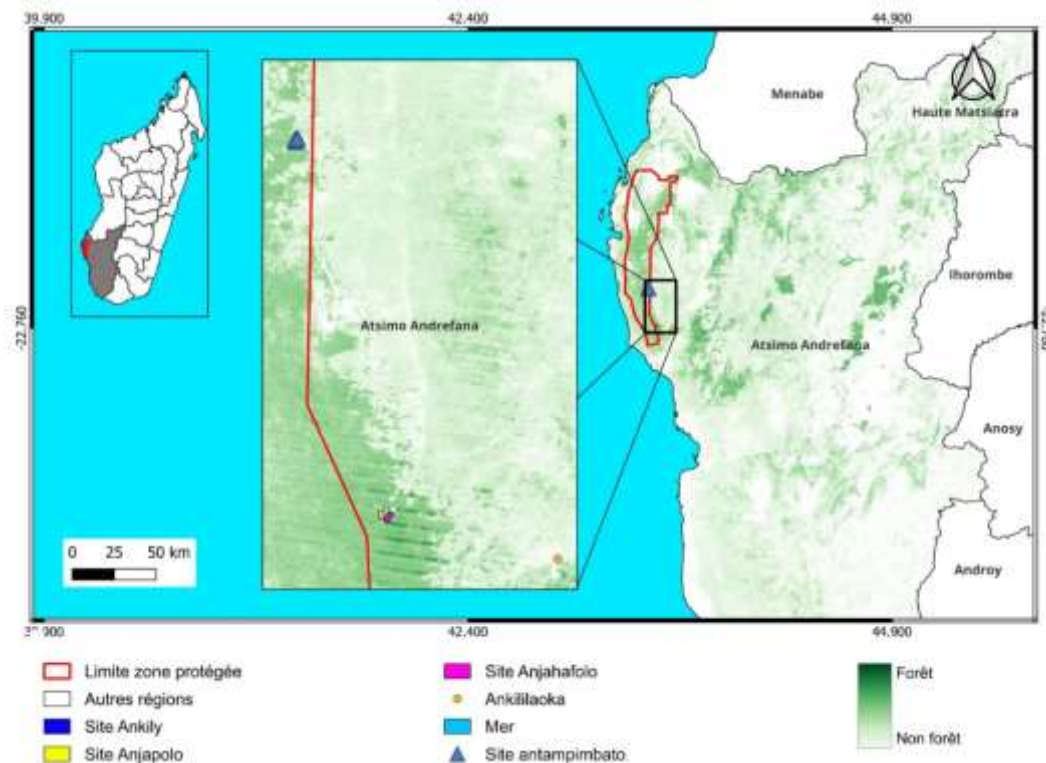 39.900 42.400 44.900
Menabe
Haute Matsiatra
Ihorombe
-22.760
Atsimo Andrefana
Atsimo Andrefana
Anosy
0 25 50 km
Androy
42.400 44.900
Limite zone protégée
Autres régions
Site Ankily
Site Anjapolo
Site Anjahafolo
Ankililaoka
Mer
Site antampimbato
Forêt
Non forêt